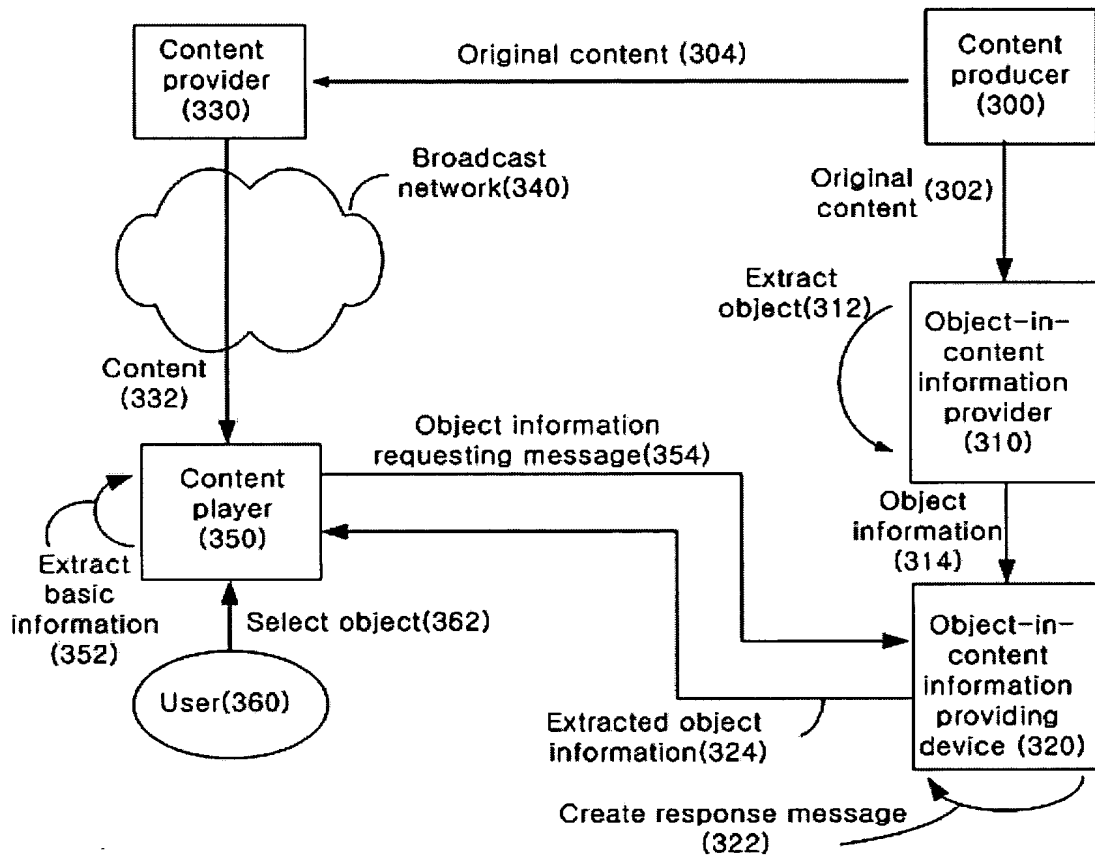 Content
provider
(330)
Original content (304)
Content
producer
(300)
Broadcast
network(340)
Original
content
(302)
Extract
object(312)
Object-in-
content
information
provider
(310)
Content
(332)
Object information
requesting message(354)
Content
player
(350)
Object
information
(314)
Extract
basic
information
(352)
Select object(362)
User(360)
Object-in-
content
information
providing
device (320)
Extracted object
information(324)
Create response message
(322)